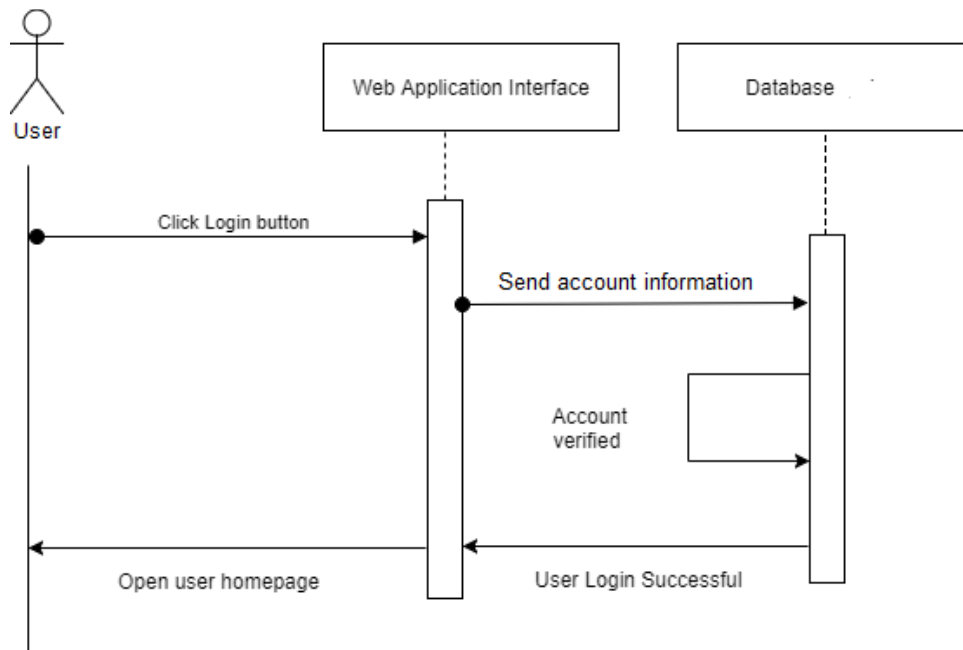 User
Web Application Interface
Database
Click Login button
Send account information
Account
verified
User Login Successful
Open user homepage